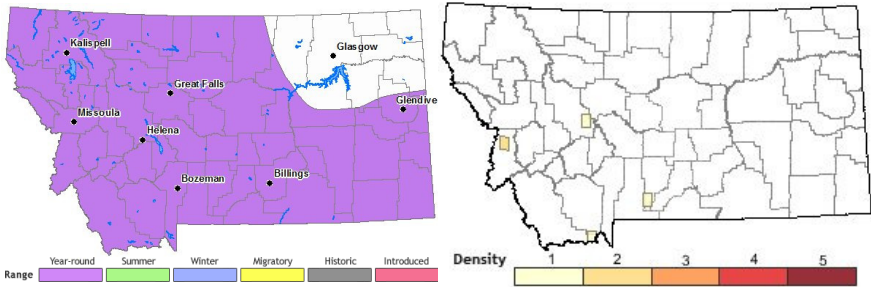 Kalispell
Glasgow
Great Falls
Glendive
Missoula
Helena
Bozeman
Billings
Range Year-round Summer Winter Migratory Historic Introduced
Density 1 2 3 4 5